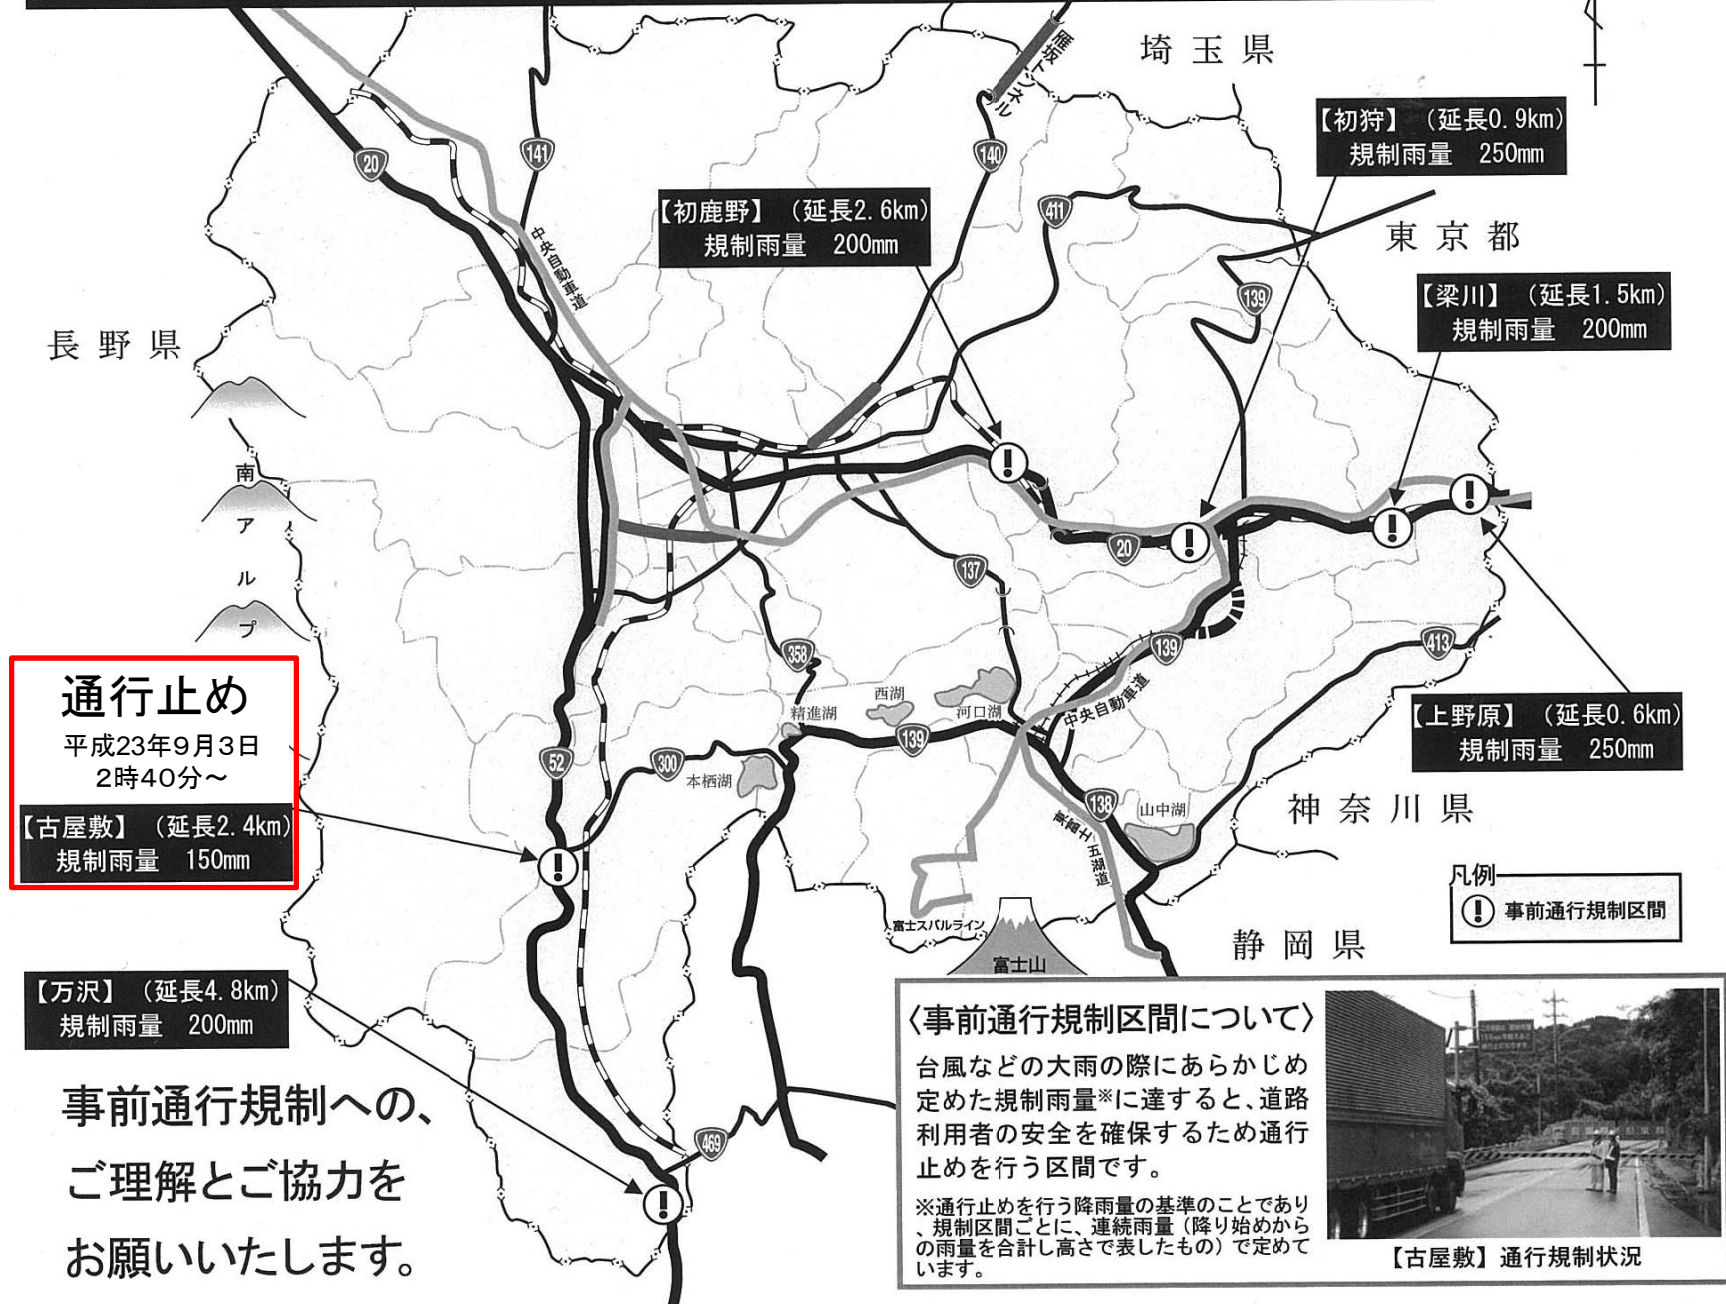 埼玉県
雁坂トンネル
【初狩】（延長0.9km）
規制雨量　250mm
20
141
140
【初鹿野】（延長2.6km）
規制雨量　200mm
411
東京都
中央自動車道
139
【梁川】（延長1.5km）
規制雨量　200mm
長野県
南アルプ
20
137
139
413
358
通行止め
平成23年9月3日
2時40分～
【古屋敷】（延長2.4km）
規制雨量　150mm
西湖
精進湖
河口湖
中央自動車道
【上野原】（延長0.6km）
規制雨量　250mm
52
300
本栖湖
139
138
山中湖
東富士五湖道
神奈川県
凡例
事前通行規制区間
富士スバルライン
富士山
静岡県
【万沢】（延長4.8km）
規制雨量　200mm
469
事前通行規制への、
ご理解とご協力を
お願いいたします。
〈事前通行規制区間について〉
台風などの大雨の際にあらかじめ
定めた規制雨量※に達すると、道路
利用者の安全を確保するため通行
止めを行う区間です。
※通行止めを行う降雨量の基準のことであり
、規制区間ごとに、連続雨量（降り始めから
の雨量を合計し高さで表したもの）で定めて
います。
【古屋敷】通行規制状況